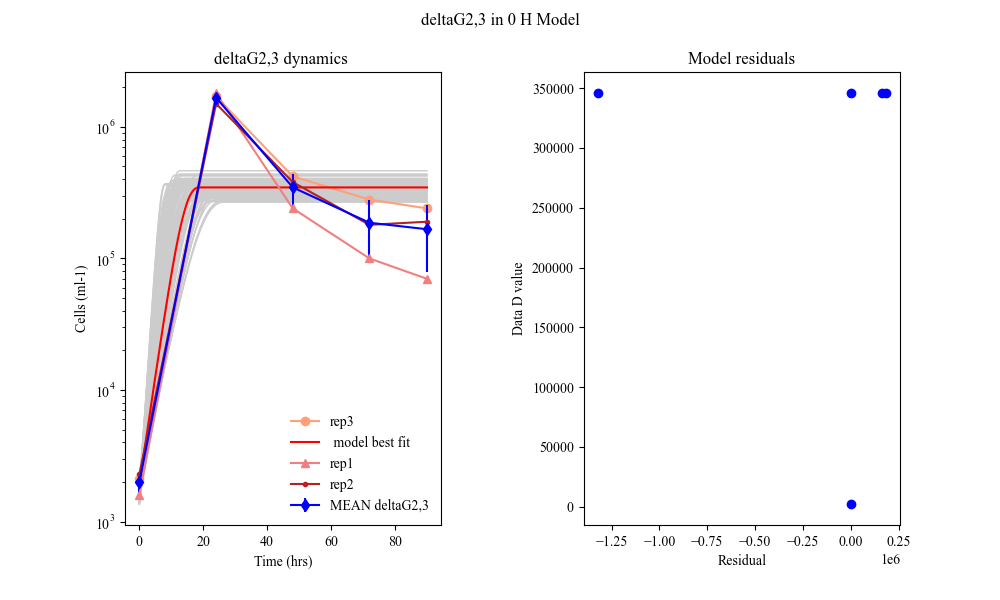 deltaG2,3 in 0 H Model
deltaG2,3 dynamics
Cells (ml-1)
10^6
10^5
10^4
10^3
0
20
40
60
80
Time (hrs)
rep3
model best fit
rep1
rep2
MEAN deltaG2,3
Model residuals
Data D value
350000
300000
250000
200000
150000
100000
50000
0
−1.25
−1.00
−0.75
−0.50
−0.25
0.00
0.25
1e6
Residual